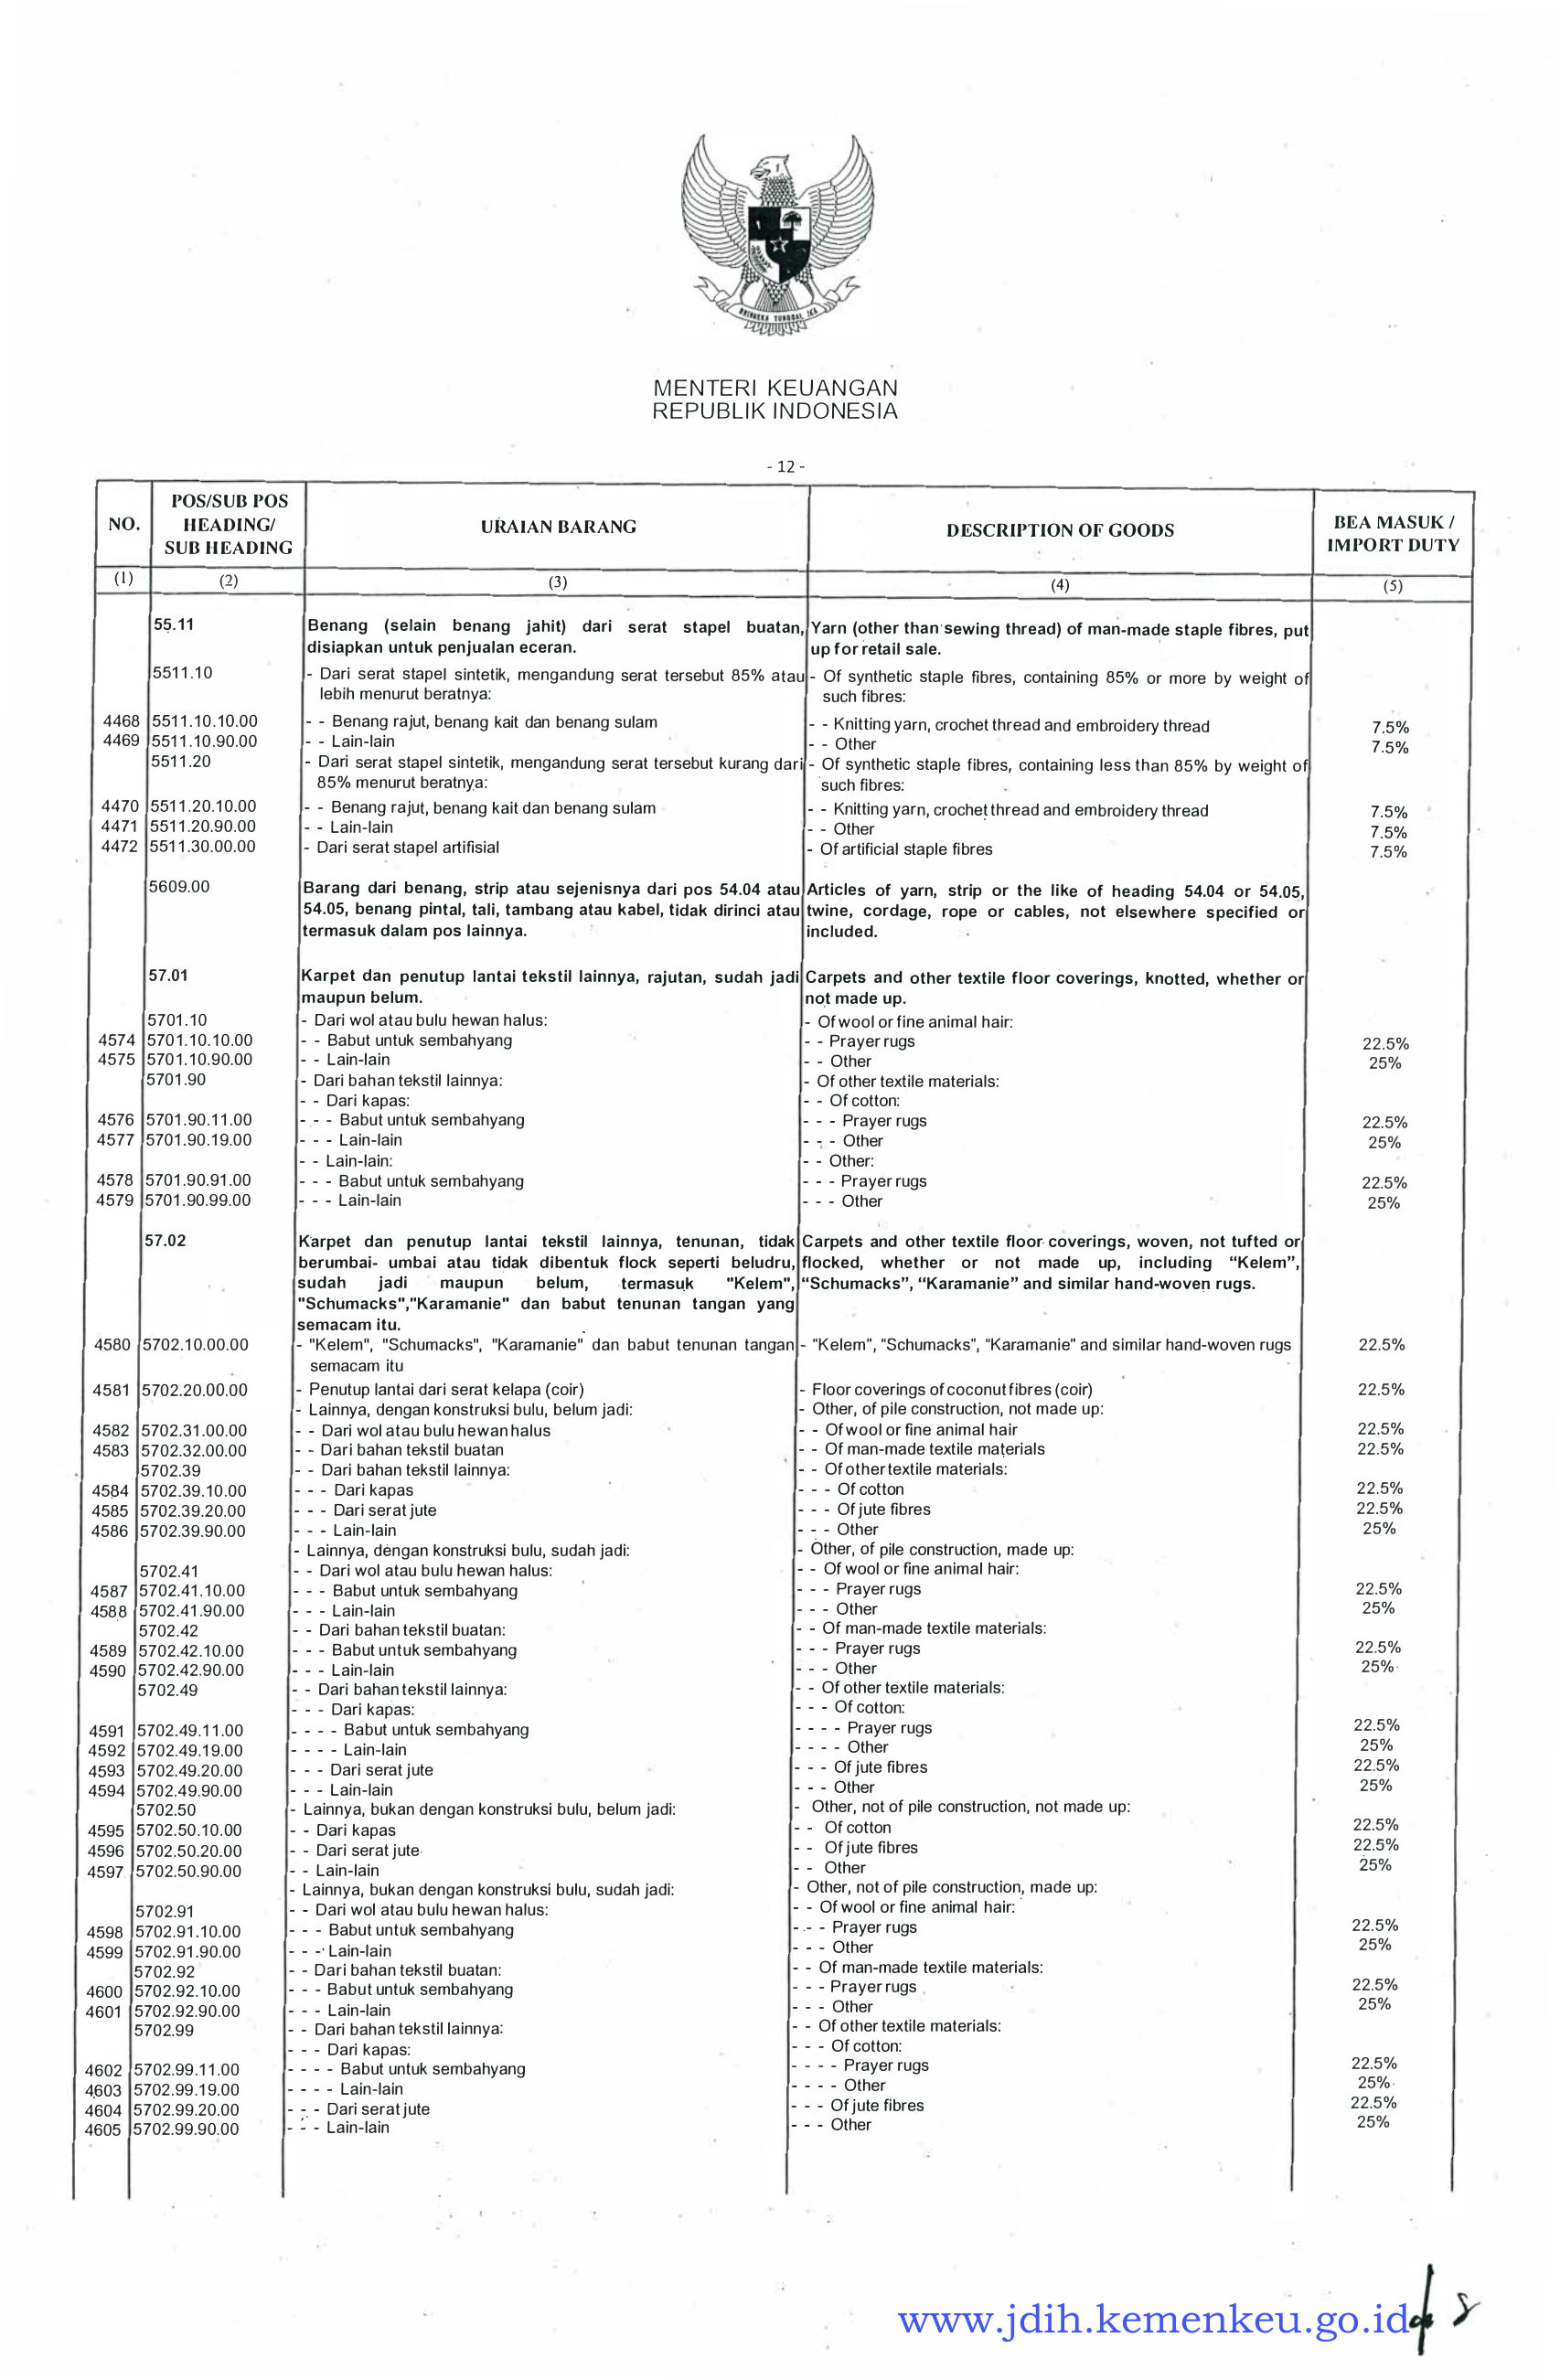 BHINNEKA TUNGGAL IKA
MENTERI KEUANGAN
REPUBLIK INDONESIA
- 12 -
NO. POS/SUB POS HEADING/ SUB HEADING URAIAN BARANG DESCRIPTION OF GOODS BEA MASUK / IMPORT DUTY
(1) (2) (3) (4) (5)
55.11 Benang (selain benang jahit) dari serat stapel buatan, Yarn (other than sewing thread) of man-made staple fibres, put
disiapkan untuk penjualan eceran. up for retail sale.
5511.10 - Dari serat stapel sintetik, mengandung serat tersebut 85% atau - Of synthetic staple fibres, containing 85% or more by weight of
lebih menurut beratnya: such fibres:
4468 5511.10.10.00 - - Benang rajut, benang kait dan benang sulam - - Knitting yarn, crochet thread and embroidery thread 7.5%
4469 5511.10.90.00 - - Lain-lain - - Other 7.5%
5511.20 - Dari serat stapel sintetik, mengandung serat tersebut kurang dari - Of synthetic staple fibres, containing less than 85% by weight of
85% menurut beratnya: such fibres:
4470 5511.20.10.00 - - Benang rajut, benang kait dan benang sulam - - Knitting yarn, crochet thread and embroidery thread 7.5%
4471 5511.20.90.00 - - Lain-lain - - Other 7.5%
4472 5511.30.00.00 - Dari serat stapel artifisial - Of artificial staple fibres 7.5%
5609.00 Barang dari benang, strip atau sejenisnya dari pos 54.04 atau Articles of yarn, strip or the like of heading 54.04 or 54.05,
54.05, benang pintal, tali, tambang atau kabel, tidak dirinci atau twine, cordage, rope or cables, not elsewhere specified or
termasuk dalam pos lainnya. included.
57.01 Karpet dan penutup lantai tekstil lainnya, rajutan, sudah jadi Carpets and other textile floor coverings, knotted, whether or
maupun belum. not made up.
5701.10 - Dari wol atau bulu hewan halus: - Of wool or fine animal hair:
4574 5701.10.10.00 - - Babut untuk sembahyang - - Prayer rugs 22.5%
4575 5701.10.90.00 - - Lain-lain - - Other 25%
5701.90 - Dari bahan tekstil lainnya: - Of other textile materials:
- - Dari kapas: - - Of cotton:
4576 5701.90.11.00 - - - Babut untuk sembahyang - - - Prayer rugs 22.5%
4577 5701.90.19.00 - - - Lain-lain - - - Other 25%
- - Lain-lain: - - Other:
4578 5701.90.91.00 - - - Babut untuk sembahyang - - - Prayer rugs 22.5%
4579 5701.90.99.00 - - - Lain-lain - - - Other 25%
57.02 Karpet dan penutup lantai tekstil lainnya, tenunan, tidak Carpets and other textile floor coverings, woven, not tufted or
berumbai- umbai atau tidak dibentuk flock seperti beludru, flocked, whether or not made up, including “Kelem”,
sudah jadi maupun belum, termasuk "Kelem", “Schumacks”, “Karamanie” and similar hand-woven rugs.
"Schumacks","Karamanie" dan babut tenunan tangan yang
semacam itu.
4580 5702.10.00.00 - "Kelem", "Schumacks", "Karamanie" dan babut tenunan tangan - “Kelem”, “Schumacks”, “Karamanie” and similar hand-woven rugs 22.5%
semacam itu
4581 5702.20.00.00 - Penutup lantai dari serat kelapa (coir) - Floor coverings of coconut fibres (coir) 22.5%
- Lainnya, dengan konstruksi bulu, belum jadi: - Other, of pile construction, not made up:
4582 5702.31.00.00 - - Dari wol atau bulu hewan halus - - Of wool or fine animal hair 22.5%
4583 5702.32.00.00 - - Dari bahan tekstil buatan - - Of man-made textile materials 22.5%
5702.39 - - Dari bahan tekstil lainnya: - - Of other textile materials:
4584 5702.39.10.00 - - - Dari kapas - - - Of cotton 22.5%
4585 5702.39.20.00 - - - Dari serat jute - - - Of jute fibres 22.5%
4586 5702.39.90.00 - - - Lain-lain - - - Other 25%
- Lainnya, dengan konstruksi bulu, sudah jadi: - Other, of pile construction, made up:
5702.41 - - Dari wol atau bulu hewan halus: - - Of wool or fine animal hair:
4587 5702.41.10.00 - - - Babut untuk sembahyang - - - Prayer rugs 22.5%
4588 5702.41.90.00 - - - Lain-lain - - - Other 25%
5702.42 - - Dari bahan tekstil buatan: - - Of man-made textile materials:
4589 5702.42.10.00 - - - Babut untuk sembahyang - - - Prayer rugs 22.5%
4590 5702.42.90.00 - - - Lain-lain - - - Other 25%
5702.49 - - Dari bahan tekstil lainnya: - - Of other textile materials:
- - - Dari kapas: - - - Of cotton:
4591 5702.49.11.00 - - - - Babut untuk sembahyang - - - - Prayer rugs 22.5%
4592 5702.49.19.00 - - - - Lain-lain - - - - Other 25%
4593 5702.49.20.00 - - - Dari serat jute - - - Of jute fibres 22.5%
4594 5702.49.90.00 - - - Lain-lain - - - Other 25%
5702.50 - Lainnya, bukan dengan konstruksi bulu, belum jadi: - Other, not of pile construction, not made up:
4595 5702.50.10.00 - - Dari kapas - - Of cotton 22.5%
4596 5702.50.20.00 - - Dari serat jute - - Of jute fibres 22.5%
4597 5702.50.90.00 - - Lain-lain - - Other 25%
- Lainnya, bukan dengan konstruksi bulu, sudah jadi: - Other, not of pile construction, made up:
5702.91 - - Dari wol atau bulu hewan halus: - - Of wool or fine animal hair:
4598 5702.91.10.00 - - - Babut untuk sembahyang - - - Prayer rugs 22.5%
4599 5702.91.90.00 - - - Lain-lain - - - Other 25%
5702.92 - - Dari bahan tekstil buatan: - - Of man-made textile materials:
4600 5702.92.10.00 - - - Babut untuk sembahyang - - - Prayer rugs 22.5%
4601 5702.92.90.00 - - - Lain-lain - - - Other 25%
5702.99 - - Dari bahan tekstil lainnya: - - Of other textile materials:
- - - Dari kapas: - - - Of cotton:
4602 5702.99.11.00 - - - - Babut untuk sembahyang - - - - Prayer rugs 22.5%
4603 5702.99.19.00 - - - - Lain-lain - - - - Other 25%
4604 5702.99.20.00 - - - Dari serat jute - - - Of jute fibres 22.5%
4605 5702.99.90.00 - - - Lain-lain - - - Other 25%
www.jdih.kemenkeu.go.id